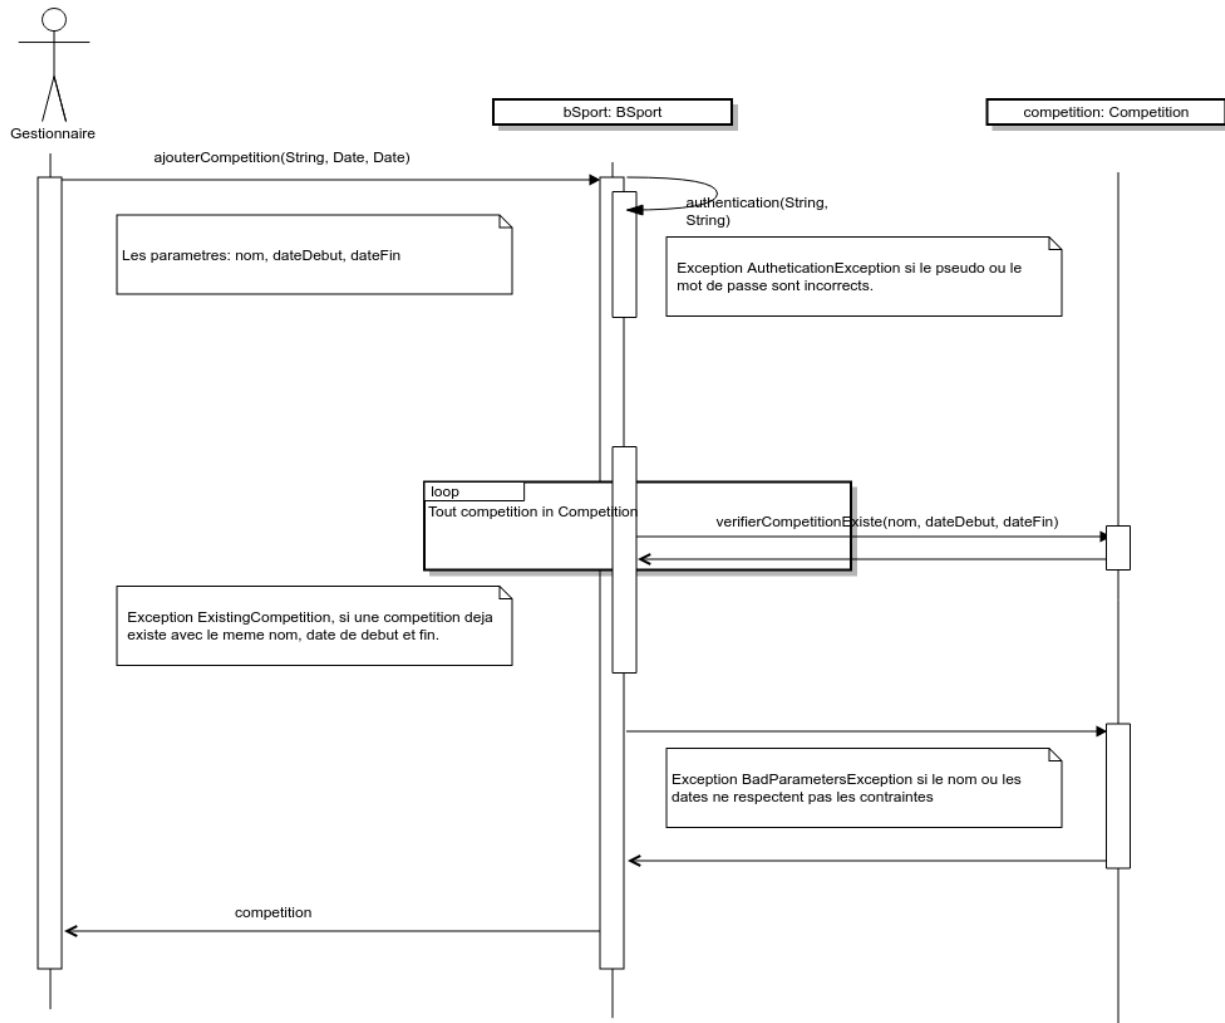 Gestionnaire
bSport: BSport
competition: Competition
ajouterCompetition(String, Date, Date)
authentication(String,
String)
Les parametres: nom, dateDebut, dateFin
Exception AutheticationException si le pseudo ou le
mot de passe sont incorrects.
loop
Tout competition in Competition
verifierCompetitionExiste(nom, dateDebut, dateFin)
Exception ExistingCompetition, si une competition deja
existe avec le meme nom, date de debut et fin.
Exception BadParametersException si le nom ou les
dates ne respectent pas les contraintes
competition